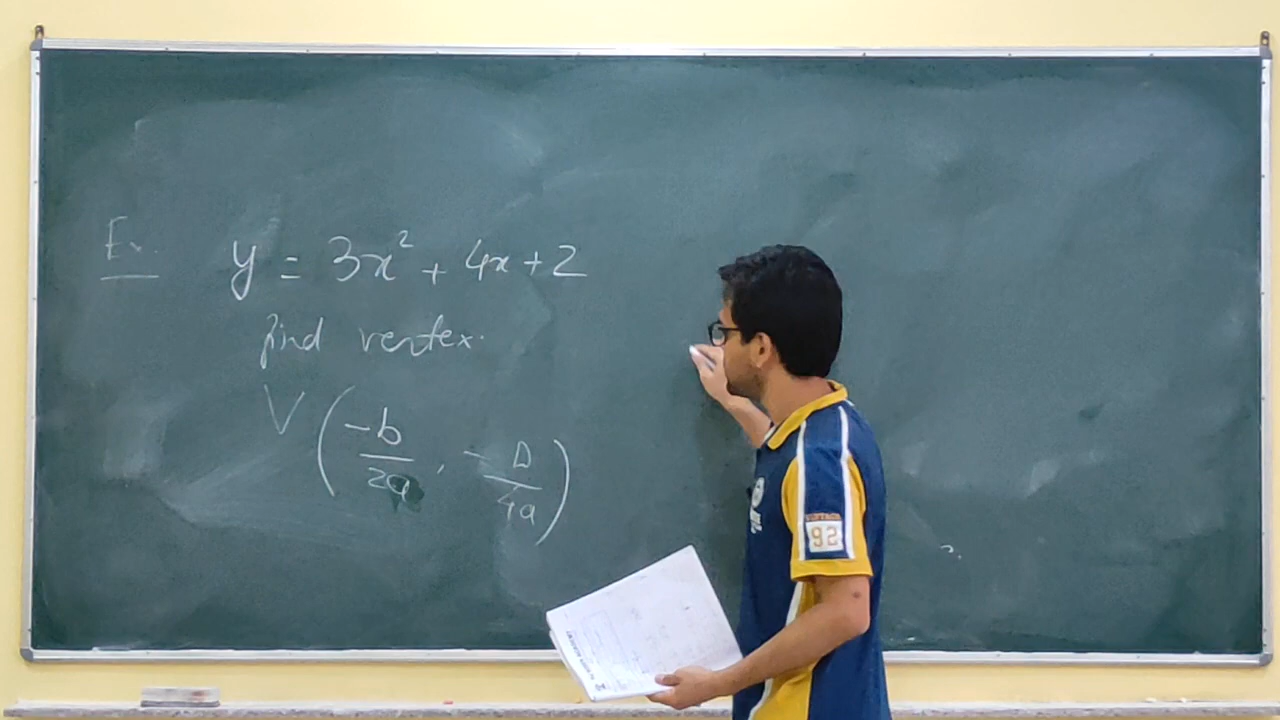 Ex. y = 3x² + 4x + 2
find vertex.
V (-b/2a, -D/4a)
92